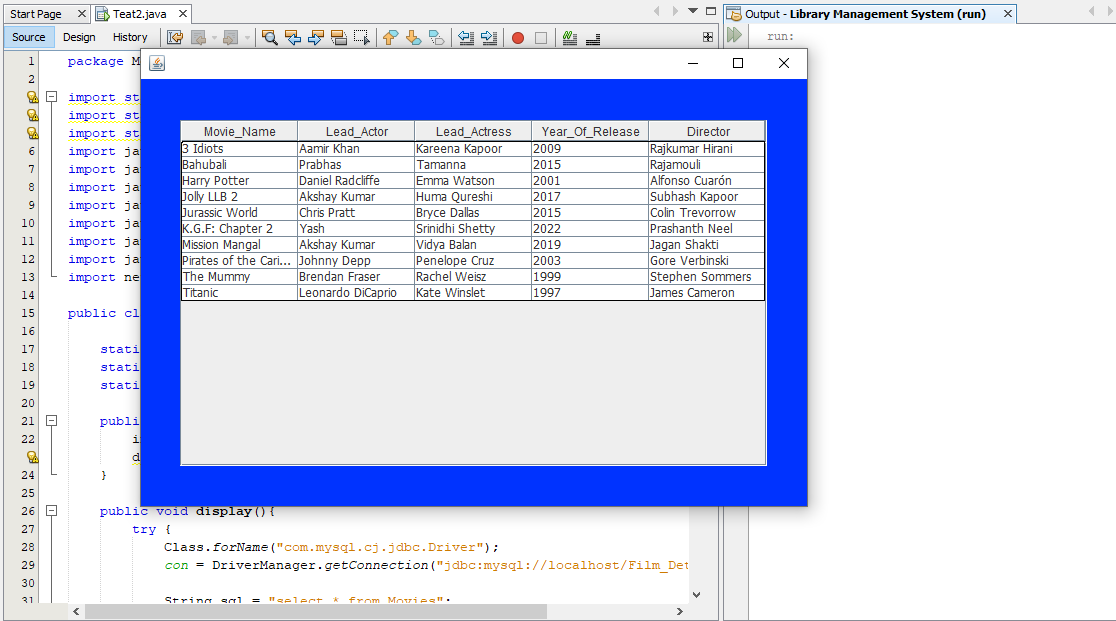 Start Page Teat2.java
Output - Library Management System (run)
Source Design History
run:
1 package M
2
import st
import st
import st
6 import ja
7 import ja
8 import ja
9 import ja
10 import ja
11 import ja
12 import ja
13 import ne
14
15 public cl
16
17 stati
18 stati
19 stati
20
21 publi
22 i
d
24 }
25
26 public void display(){
27 try {
28 Class.forName("com.mysql.cj.jdbc.Driver");
29 con = DriverManager.getConnection("jdbc:mysql://localhost/Film_Det
30
31 String sql = "select * from Movies";
Movie_Name Lead_Actor Lead_Actress Year_Of_Release Director
3 Idiots Aamir Khan Kareena Kapoor 2009 Rajkumar Hirani
Bahubali Prabhas Tamanna 2015 Rajamouli
Harry Potter Daniel Radcliffe Emma Watson 2001 Alfonso Cuarón
Jolly LLB 2 Akshay Kumar Huma Qureshi 2017 Subhash Kapoor
Jurassic World Chris Pratt Bryce Dallas 2015 Colin Trevorrow
K.G.F: Chapter 2 Yash Srinidhi Shetty 2022 Prashanth Neel
Mission Mangal Akshay Kumar Vidya Balan 2019 Jagan Shakti
Pirates of the Cari... Johnny Depp Penelope Cruz 2003 Gore Verbinski
The Mummy Brendan Fraser Rachel Weisz 1999 Stephen Sommers
Titanic Leonardo DiCaprio Kate Winslet 1997 James Cameron